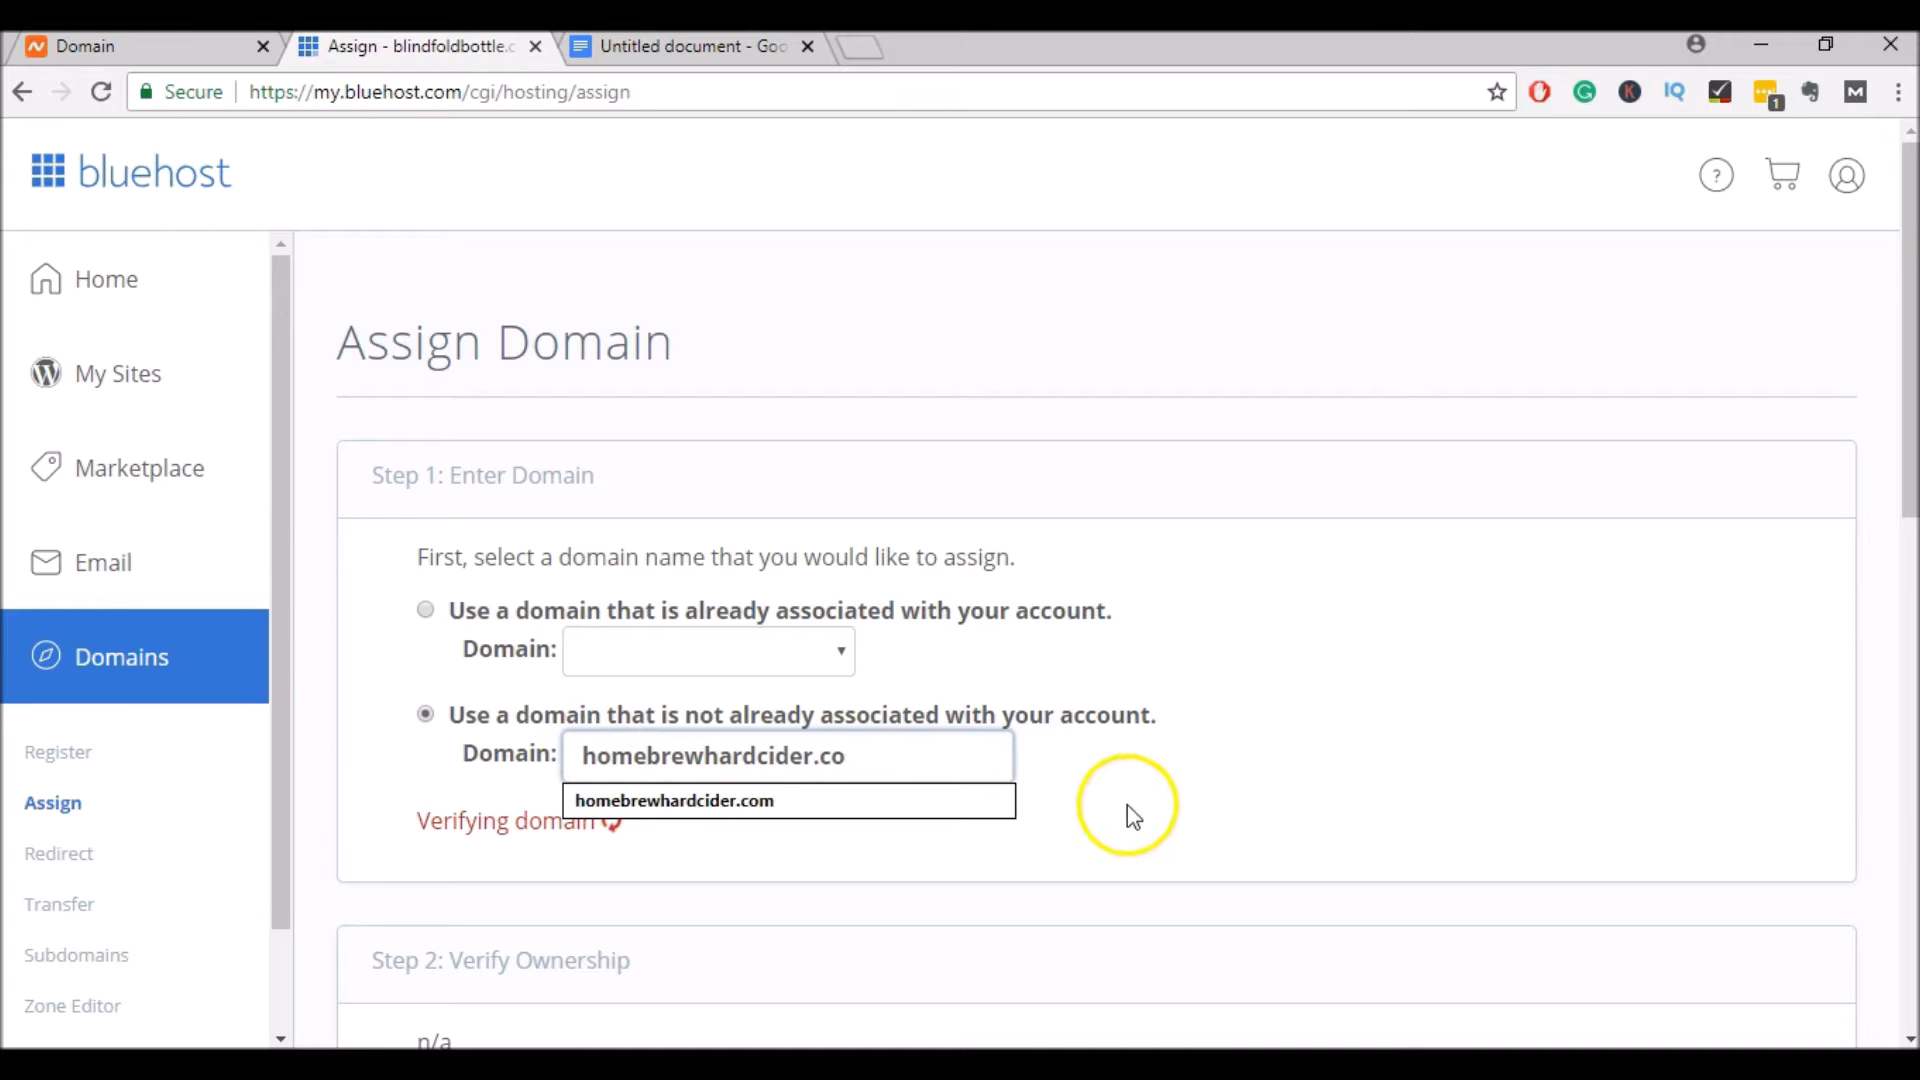 Domain
Assign - blindfoldbottle.c
Untitled document - Goo
Secure
https://my.bluehost.com/cgi/hosting/assign
IQ
1
M
bluehost
?
Home
My Sites
Marketplace
Email
Domains
Register
Assign
Redirect
Transfer
Subdomains
Zone Editor
Assign Domain
Step 1: Enter Domain
First, select a domain name that you would like to assign.
Use a domain that is already associated with your account.
Domain:
Use a domain that is not already associated with your account.
Domain: homebrewhardcider.co
homebrewhardcider.com
Verifying domain
Step 2: Verify Ownership
n/a